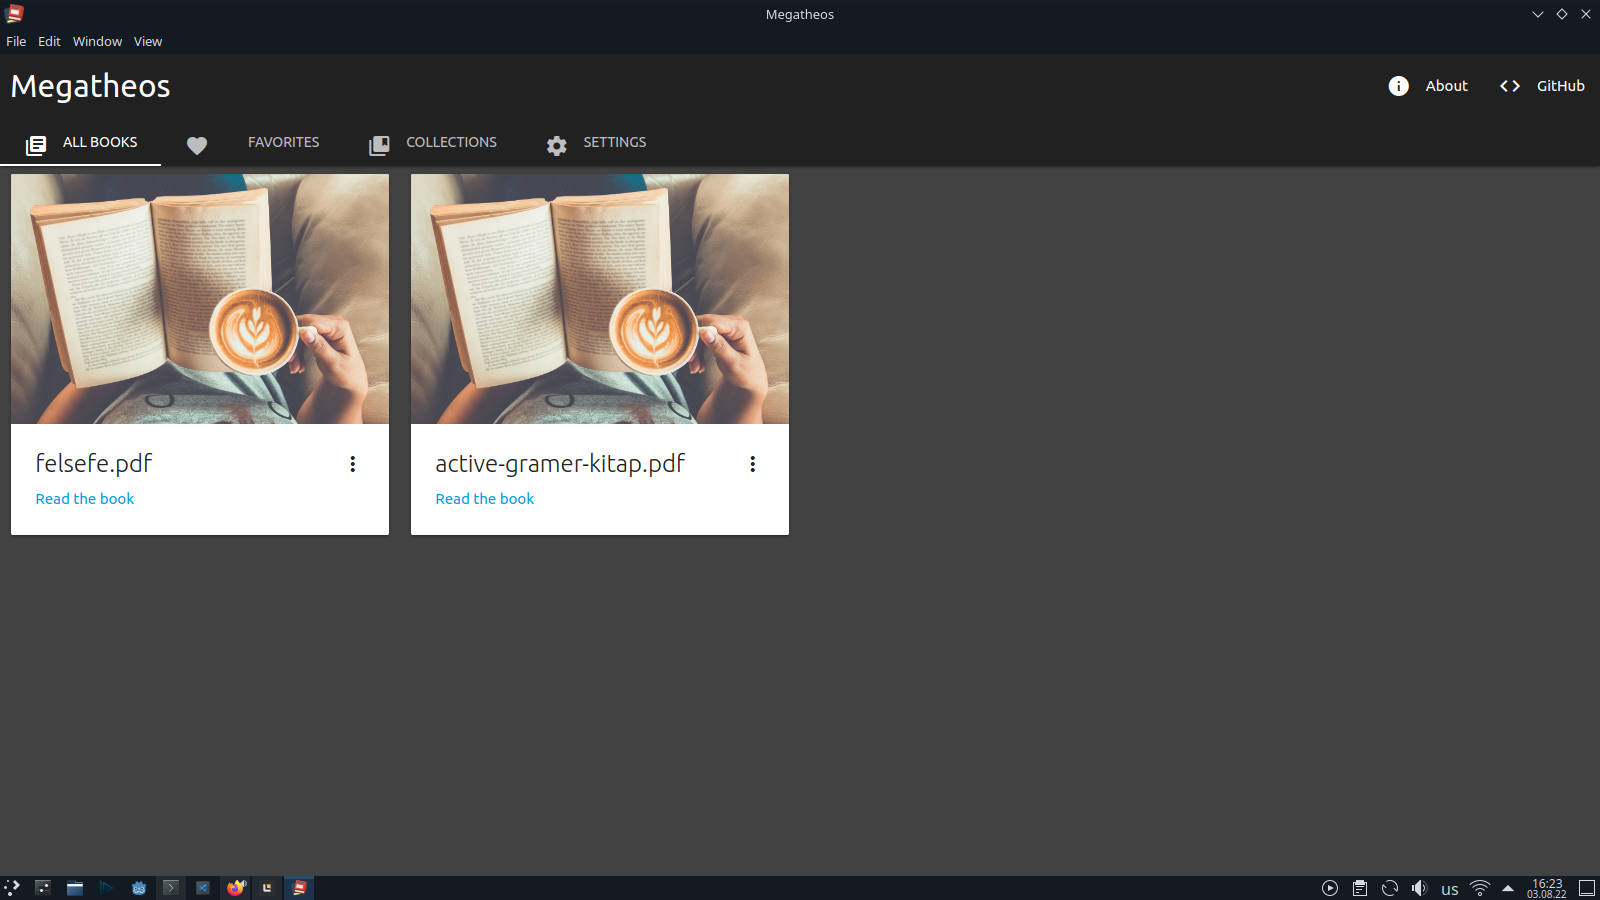 Megatheos
File Edit Window View
Megatheos
About GitHub
ALL BOOKS FAVORITES COLLECTIONS SETTINGS
felsefe.pdf
Read the book
active-gramer-kitap.pdf
Read the book
us
16:23
03.08.22